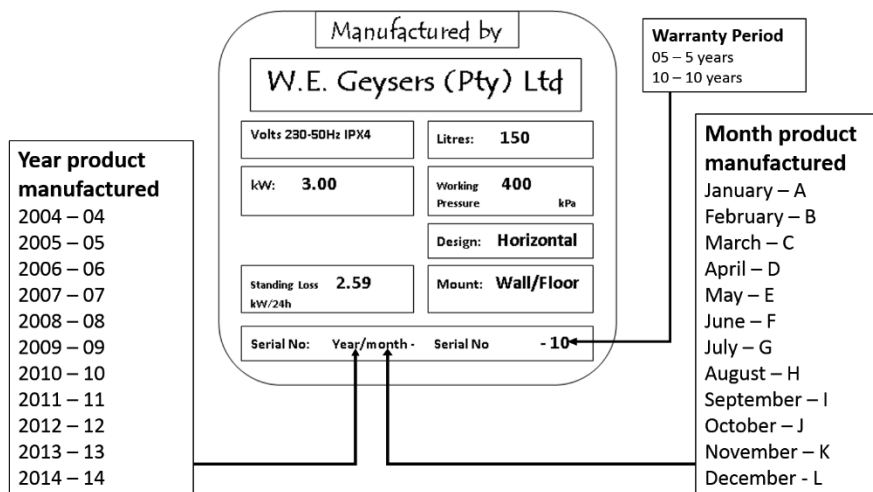 Manufactured by
W.E. Geysers (Pty) Ltd
Volts 230-50Hz IPX4
Litres: 150
kW: 3.00
Working 400
Pressure kPa
Design: Horizontal
Standing Loss 2.59
kW/24h
Mount: Wall/Floor
Serial No: Year/month - Serial No - 10
Warranty Period
05 – 5 years
10 – 10 years
Year product
manufactured
2004 – 04
2005 – 05
2006 – 06
2007 – 07
2008 – 08
2009 – 09
2010 – 10
2011 – 11
2012 – 12
2013 – 13
2014 – 14
Month product
manufactured
January – A
February – B
March – C
April – D
May – E
June – F
July – G
August – H
September – I
October – J
November – K
December - L